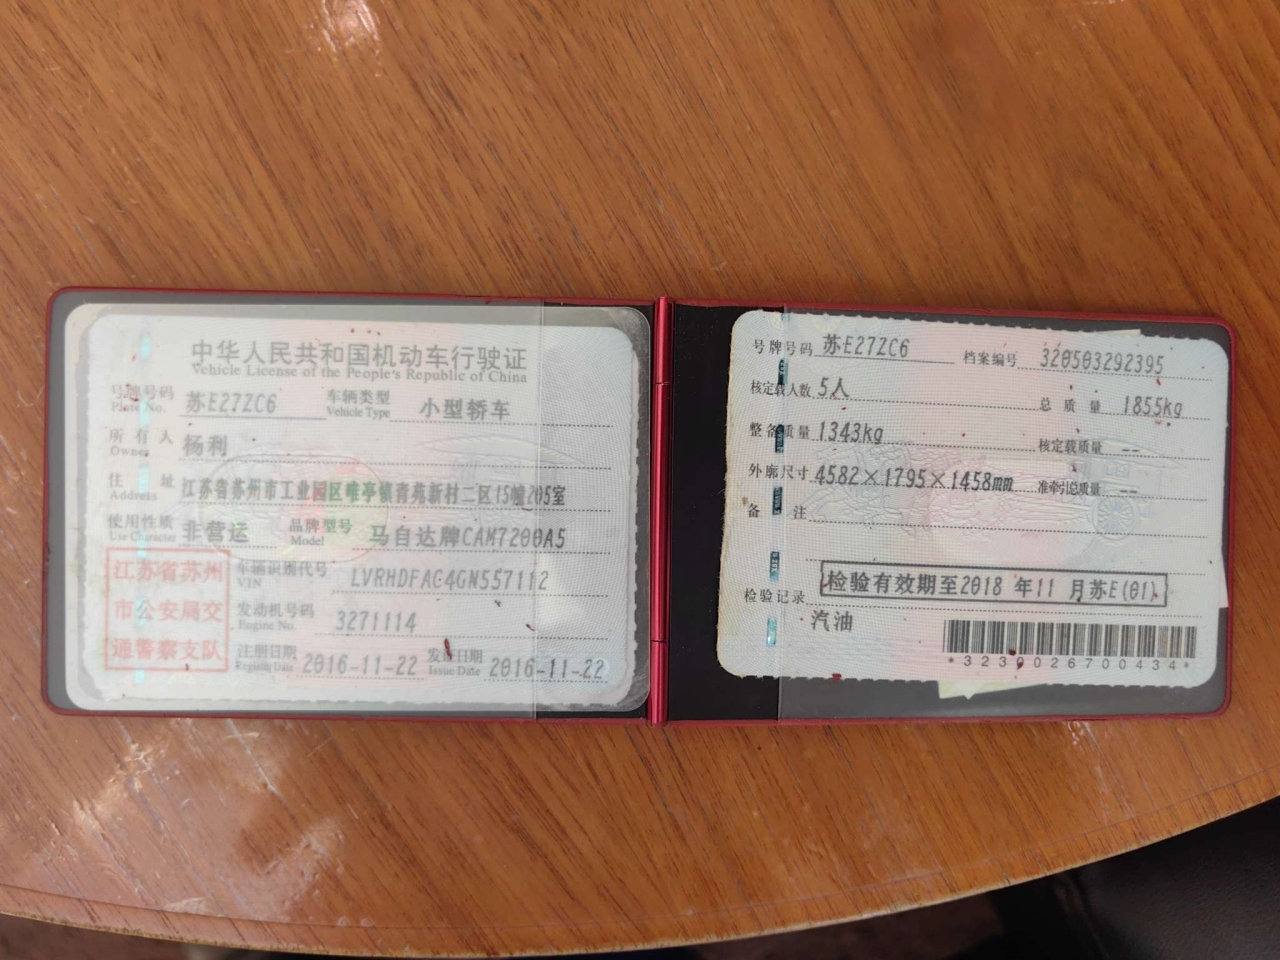 中华人民共和国机动车行驶证
Vehicle License of the People's Republic of China
号牌号码 苏E27ZC6 车辆类型 小型轿车
Plate No. Vehicle Type
所有人 杨利
Owner
住址 江苏省苏州市工业园区唯亭镇青苑新村二区15幢205室
Address
使用性质 非营运 品牌型号 马自达牌CAM7200A5
Use Character Model
江苏省苏州
市公安局交
通警察支队
车辆识别代号 LVRHDFAC4GN557112
VIN
发动机号码 3271114
Engine No.
注册日期 2016-11-22 发证日期 2016-11-22
Register Date Issue Date
号牌号码 苏E27ZC6 档案编号 320503292395
核定载人数 5人 总质量 1855kg
整备质量 1343kg 核定载质量 --
外廓尺寸 4582×1795×1458mm 准牵引总质量 --
备注
检验记录 检验有效期至2018 年11 月苏E(01)
汽油
*3230026700434*